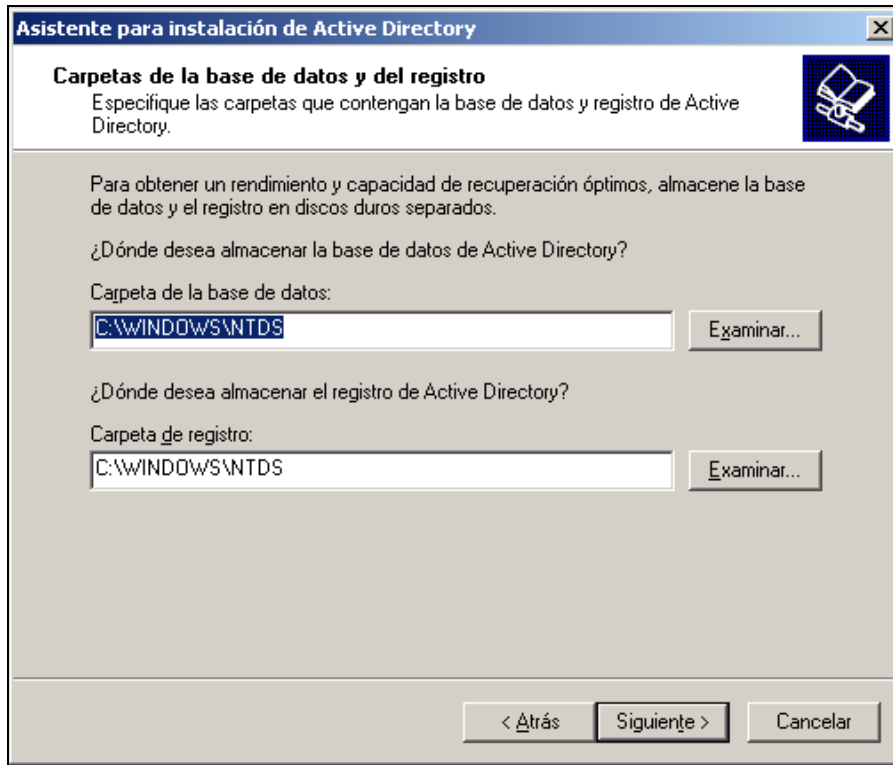 Asistente para instalación de Active Directory
Carpetas de la base de datos y del registro
Especifique las carpetas que contengan la base de datos y registro de Active
Directory.
Para obtener un rendimiento y capacidad de recuperación óptimos, almacene la base
de datos y el registro en discos duros separados.
¿Dónde desea almacenar la base de datos de Active Directory?
Carpeta de la base de datos:
C:\WINDOWS\NTDS
Examinar...
¿Dónde desea almacenar el registro de Active Directory?
Carpeta de registro:
C:\WINDOWS\NTDS
Examinar...
< Atrás
Siguiente >
Cancelar